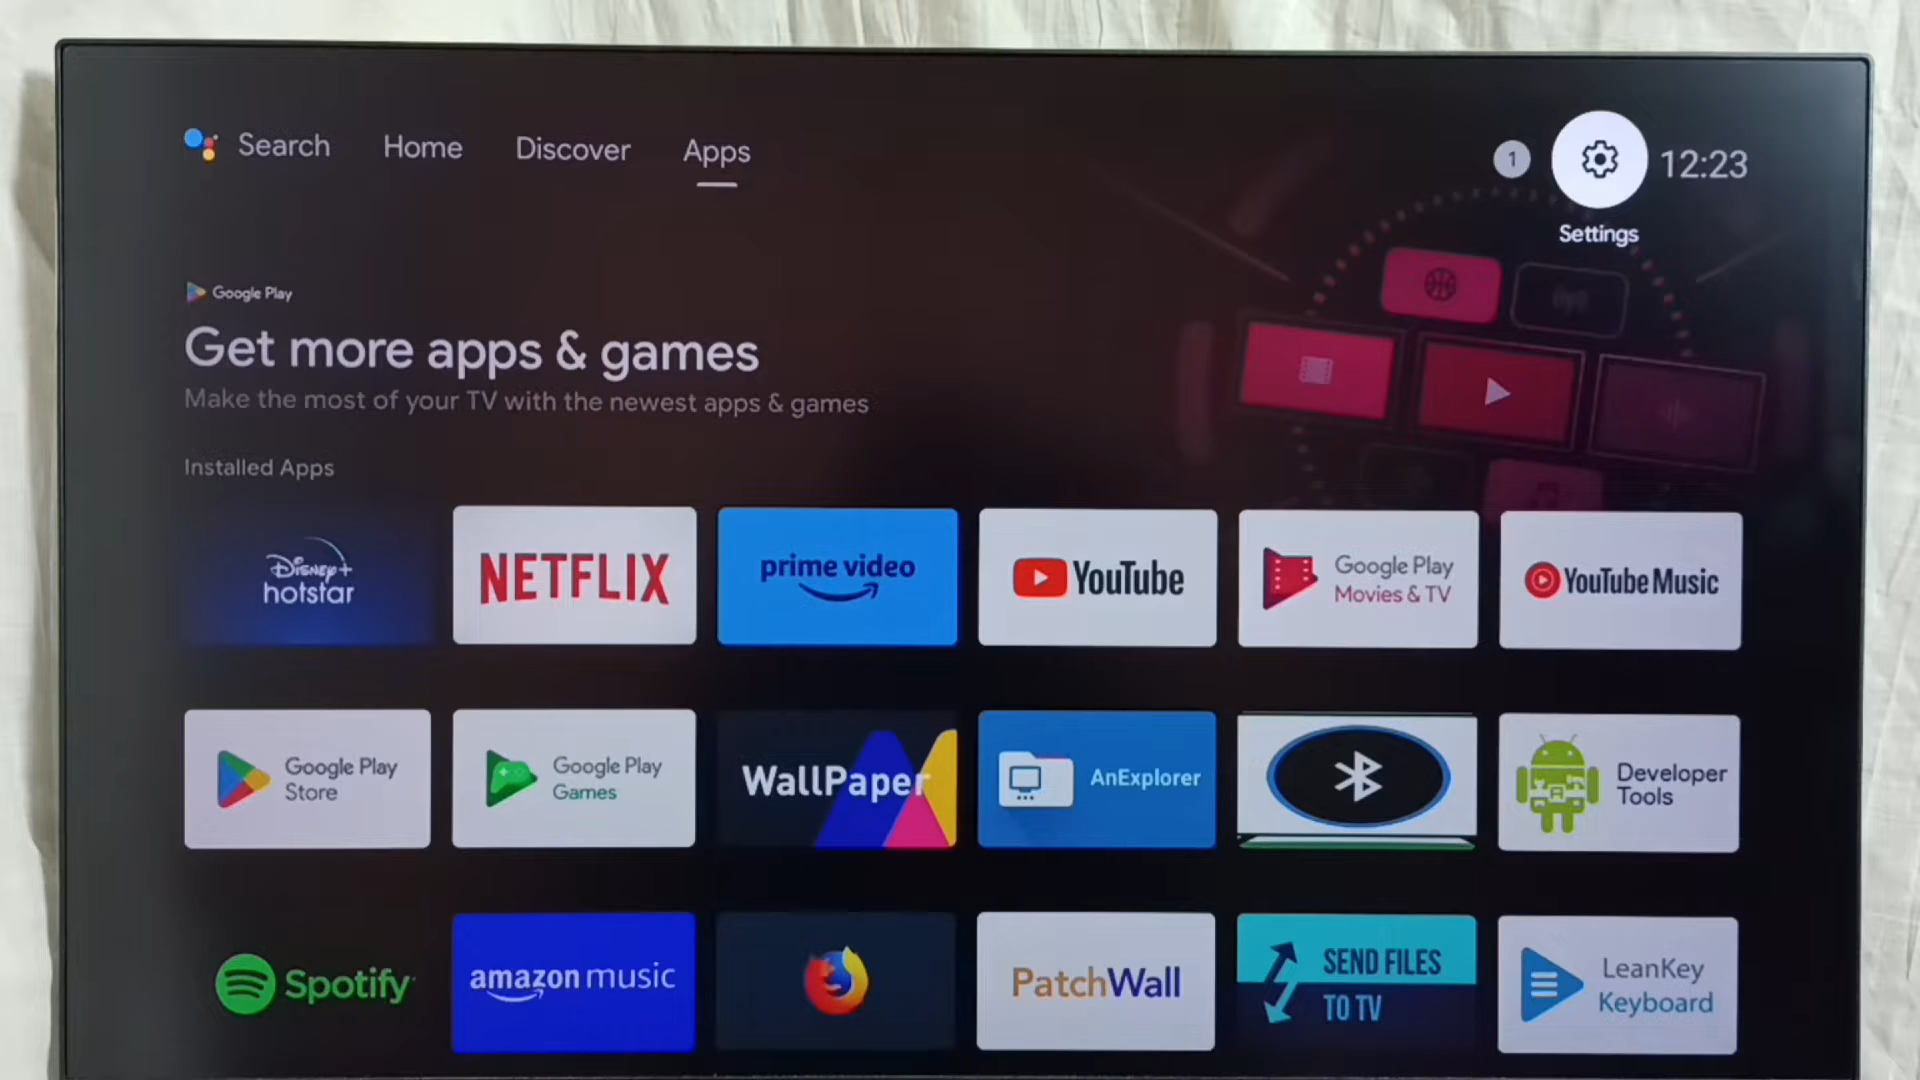 Search Home Discover Apps
1 12:23
Settings
Google Play
Get more apps & games
Make the most of your TV with the newest apps & games
Installed Apps
Disney+
hotstar
NETFLIX
prime video
YouTube
Google Play
Movies & TV
YouTube Music
Google Play
Store
Google Play
Games
WallPaper
AnExplorer
Developer
Tools
Spotify
amazon music
PatchWall
SEND FILES
TO TV
LeanKey
Keyboard